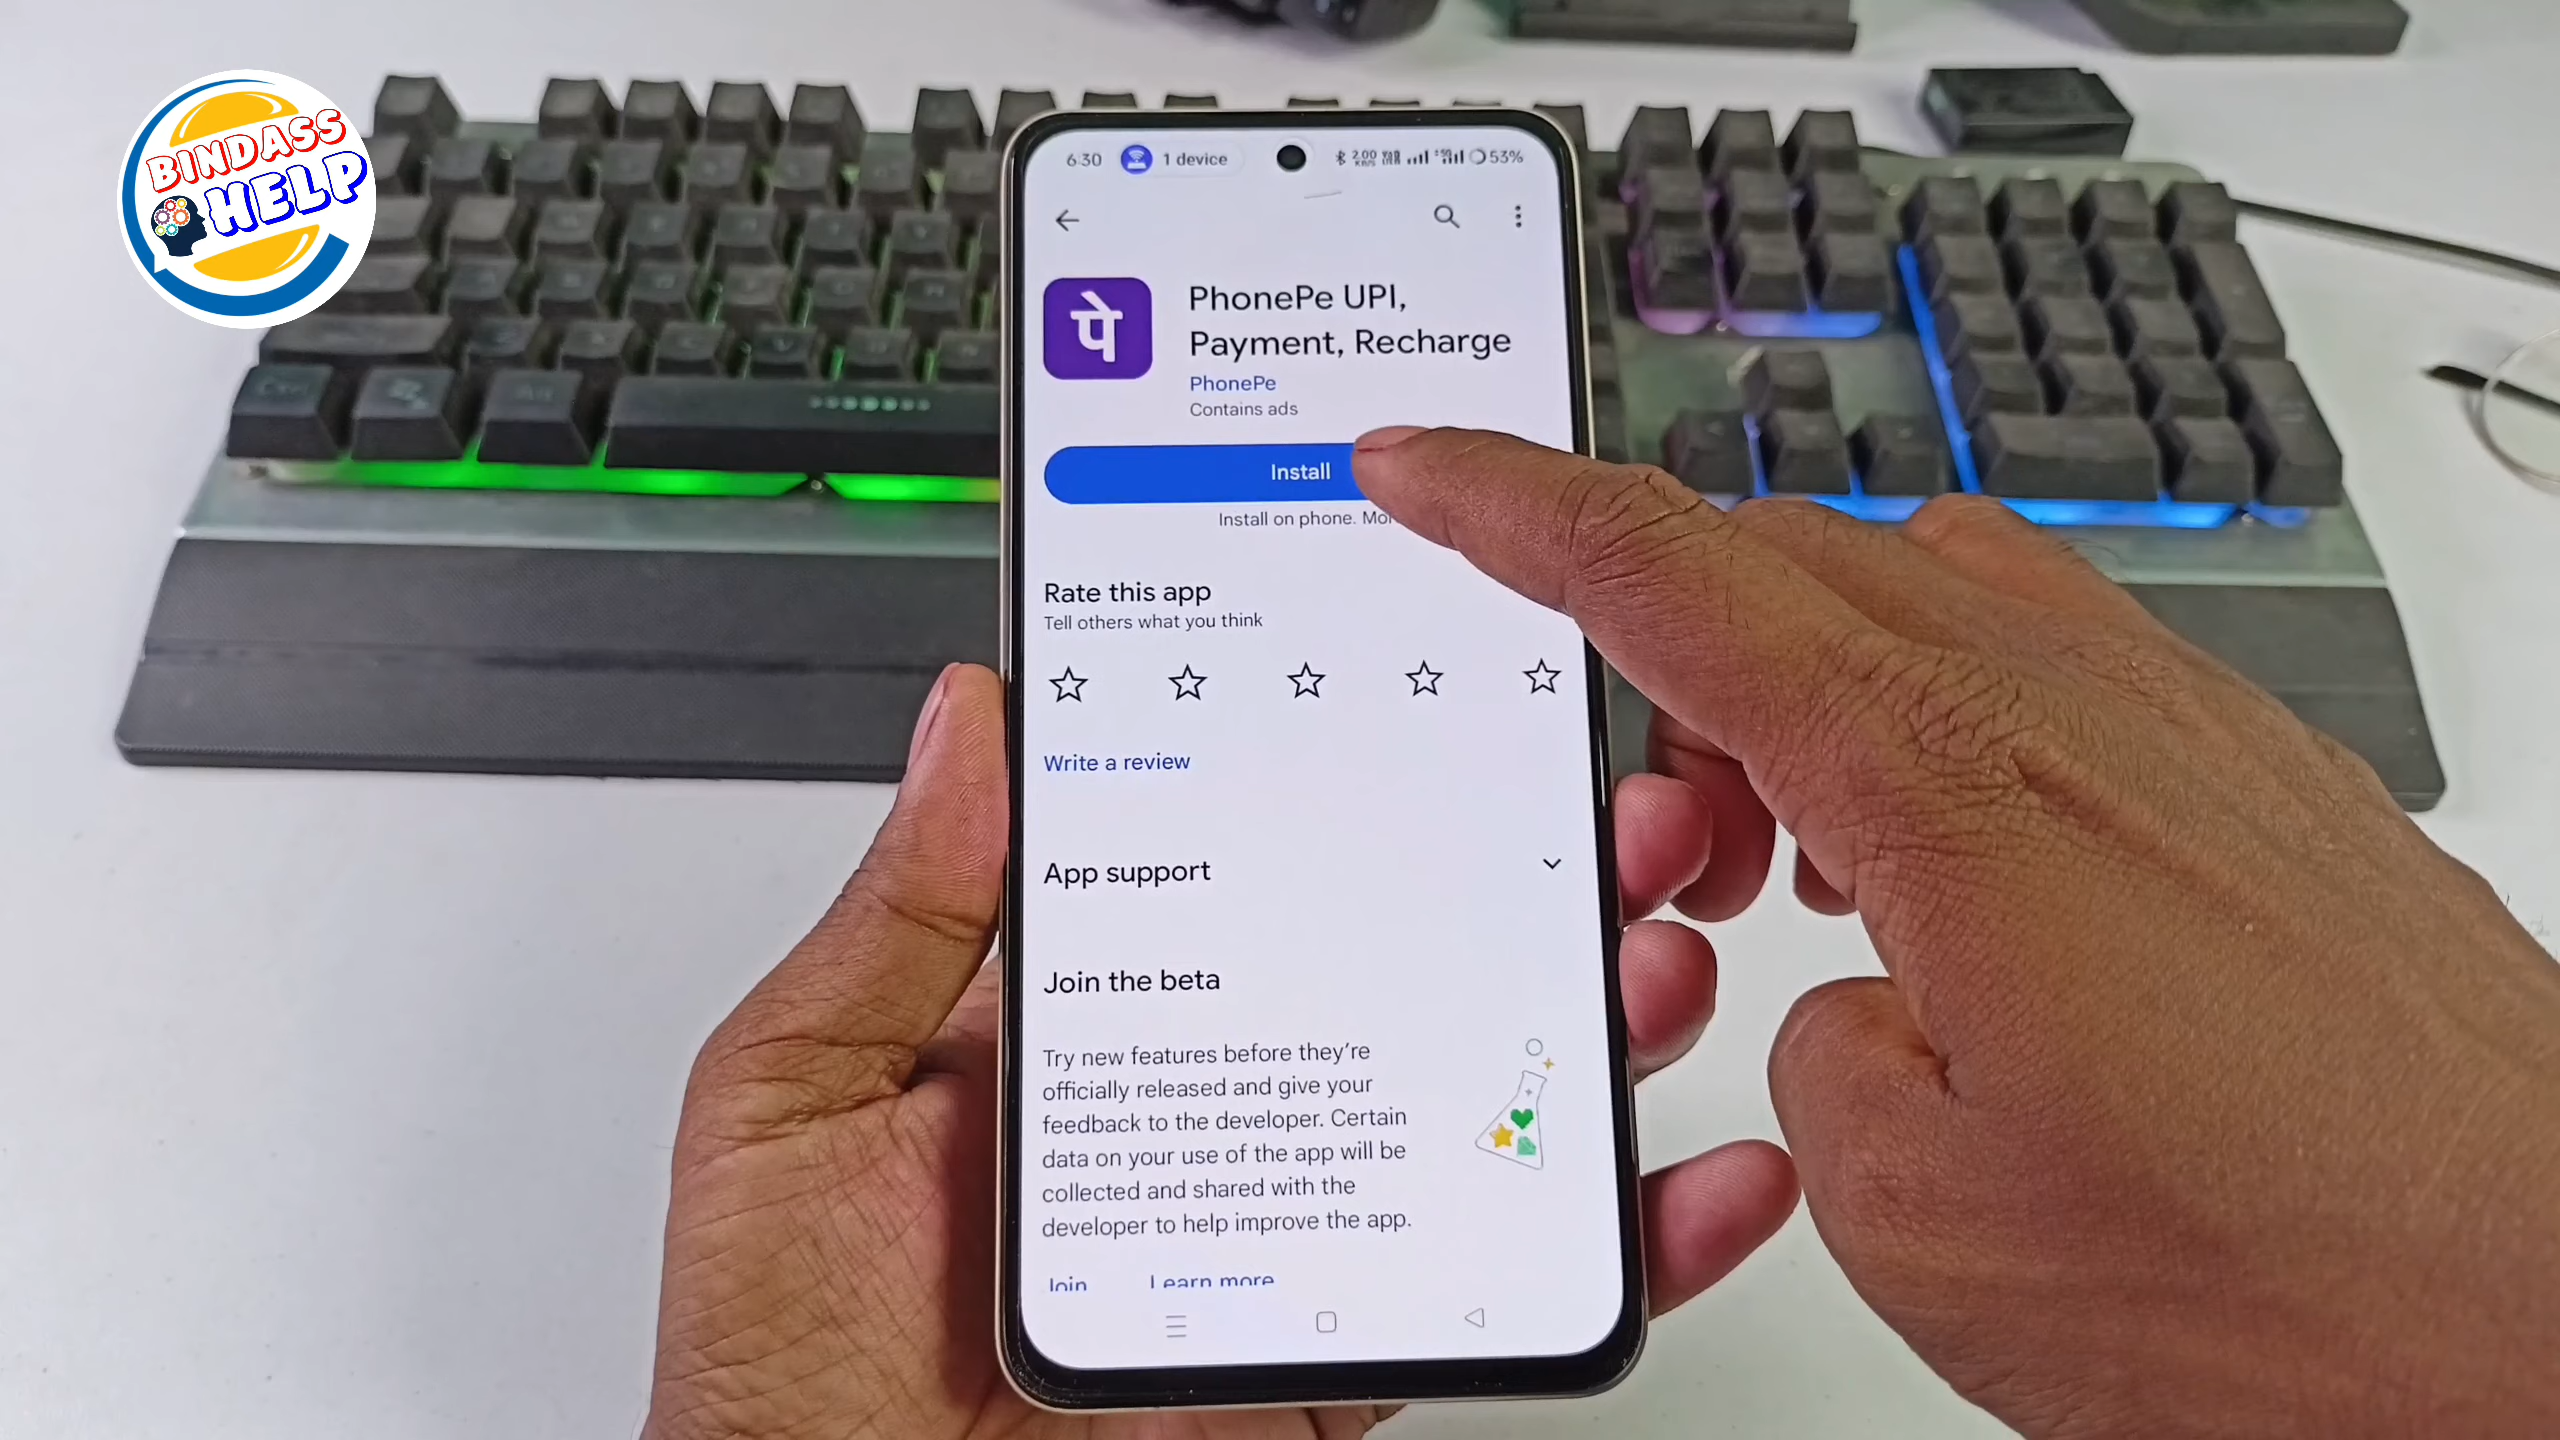 BINDASS
HELP
6:30
1 device
53%
PhonePe UPI,
Payment, Recharge
पे
PhonePe
Contains ads
Install
Install on phone.
Rate this app
Tell others what you think
Write a review
App support
Join the beta
Try new features before they're
officially released and give your
feedback to the developer. Certain
data on your use of the app will be
collected and shared with the
developer to help improve the app.
Join
Learn more